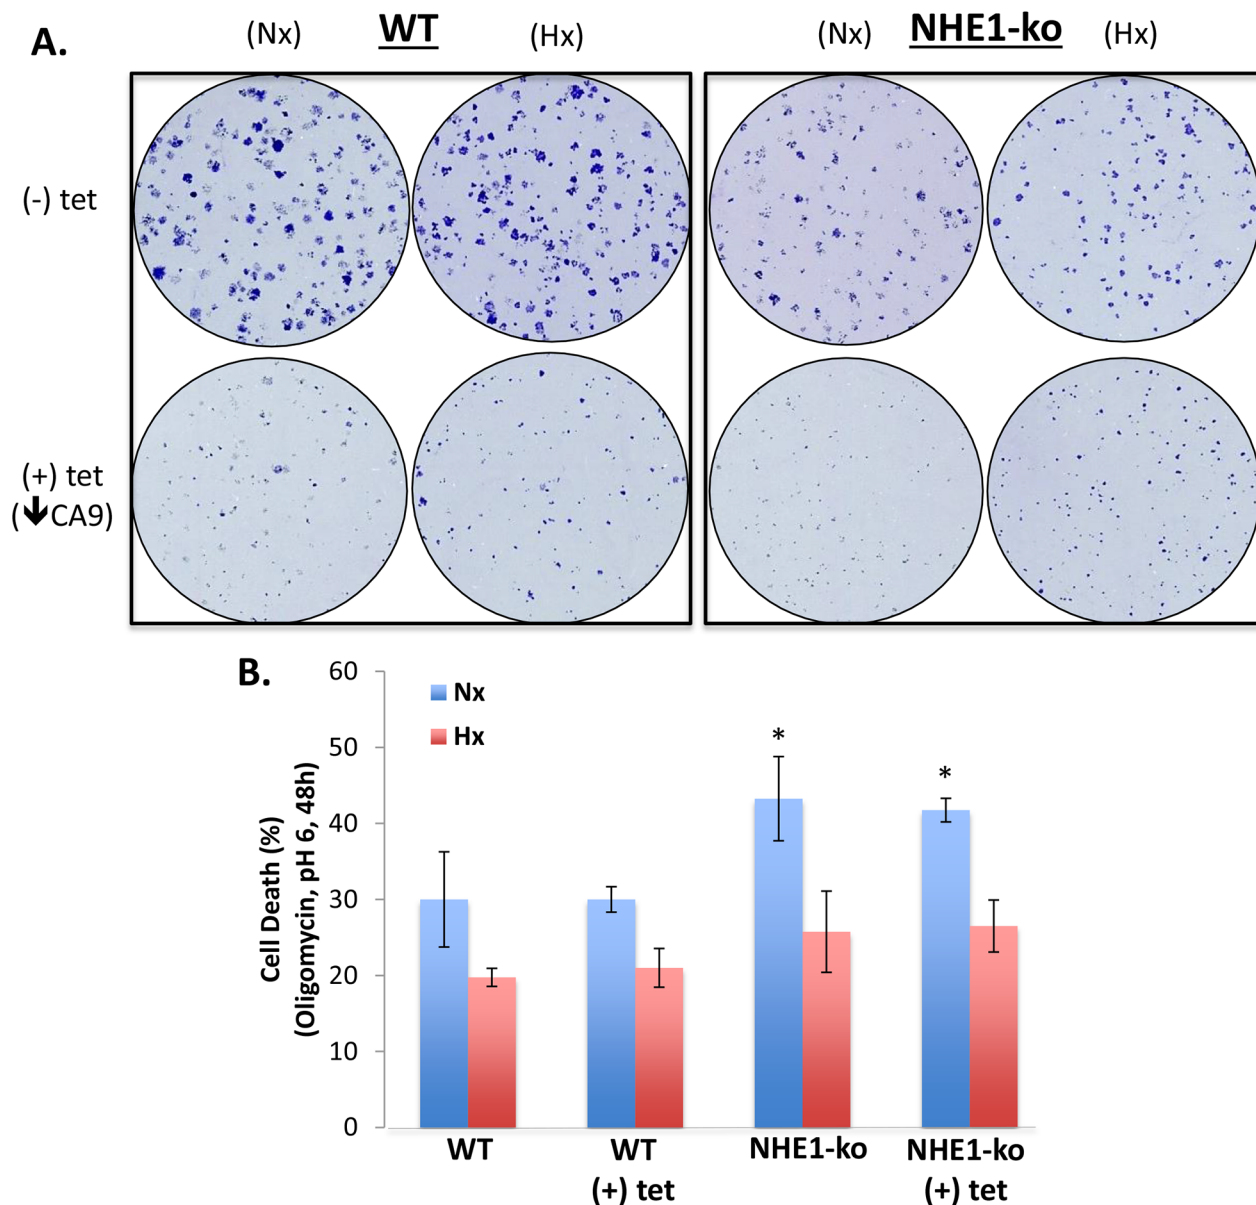 A.
(Nx) WT (Hx)
(Nx) NHE1-ko (Hx)
(-) tet
(+) tet
(🡻CA9)
B.
60
50
40
30
20
10
0
Cell Death (%)
(Oligomycin, pH 6, 48h)
Nx
Hx
*
*
WT
WT
(+) tet
NHE1-ko
NHE1-ko
(+) tet